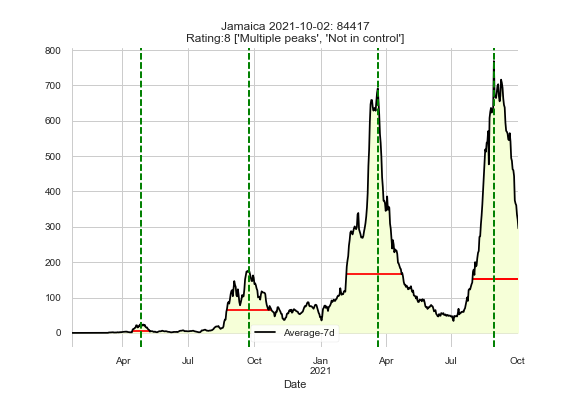 Jamaica 2021-10-02: 84417
Rating:8 ['Multiple peaks', 'Not in control']
800
700
600
500
400
300
200
100
0
Average-7d
Apr Jul Oct Jan Apr Jul Oct
2021
Date